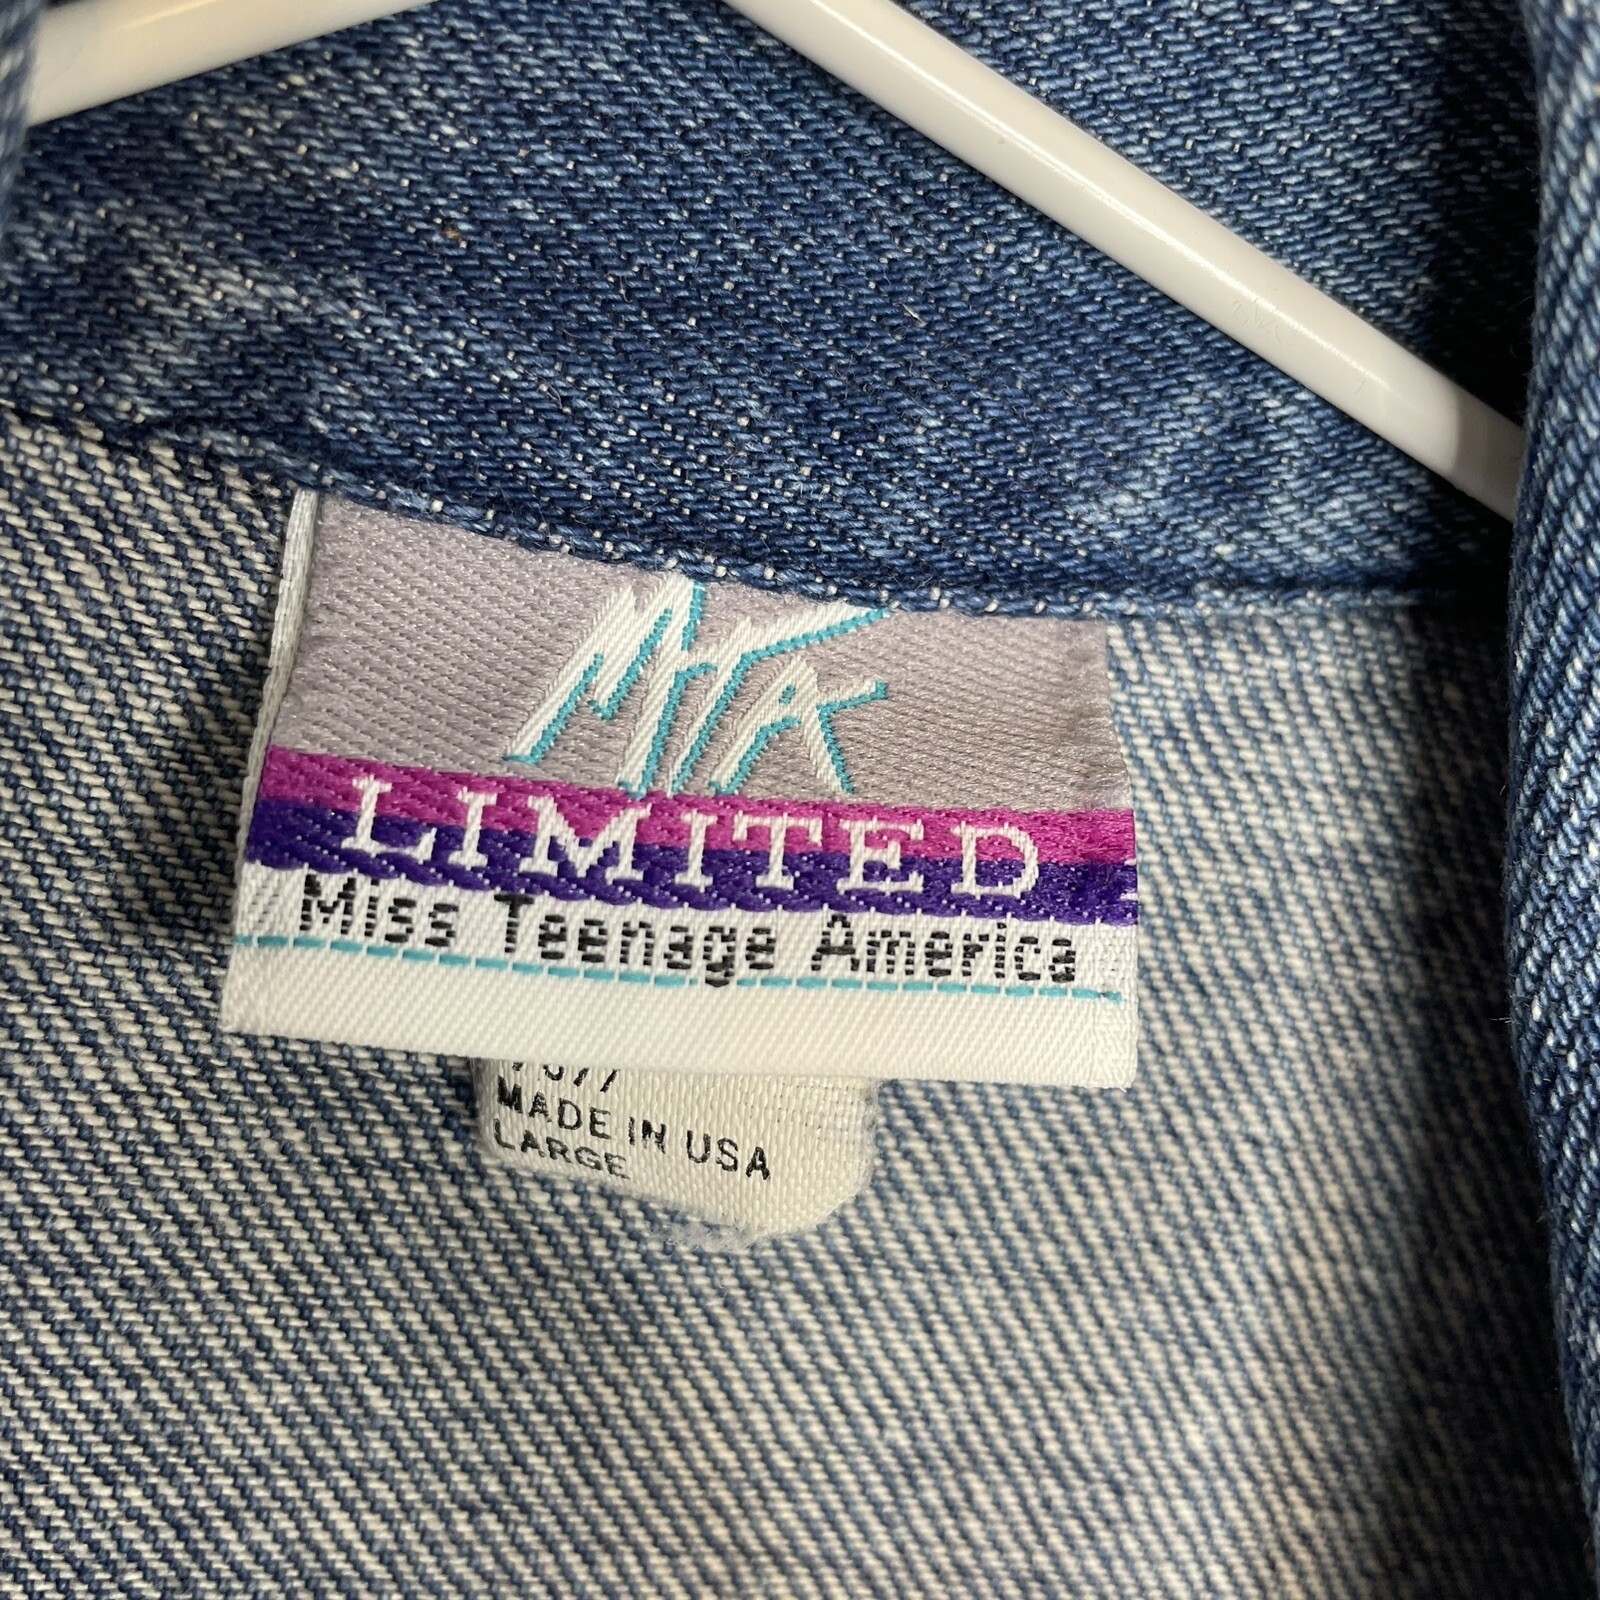 MTA
LIMITED
Miss Teenage America
MADE IN USA
LARGE